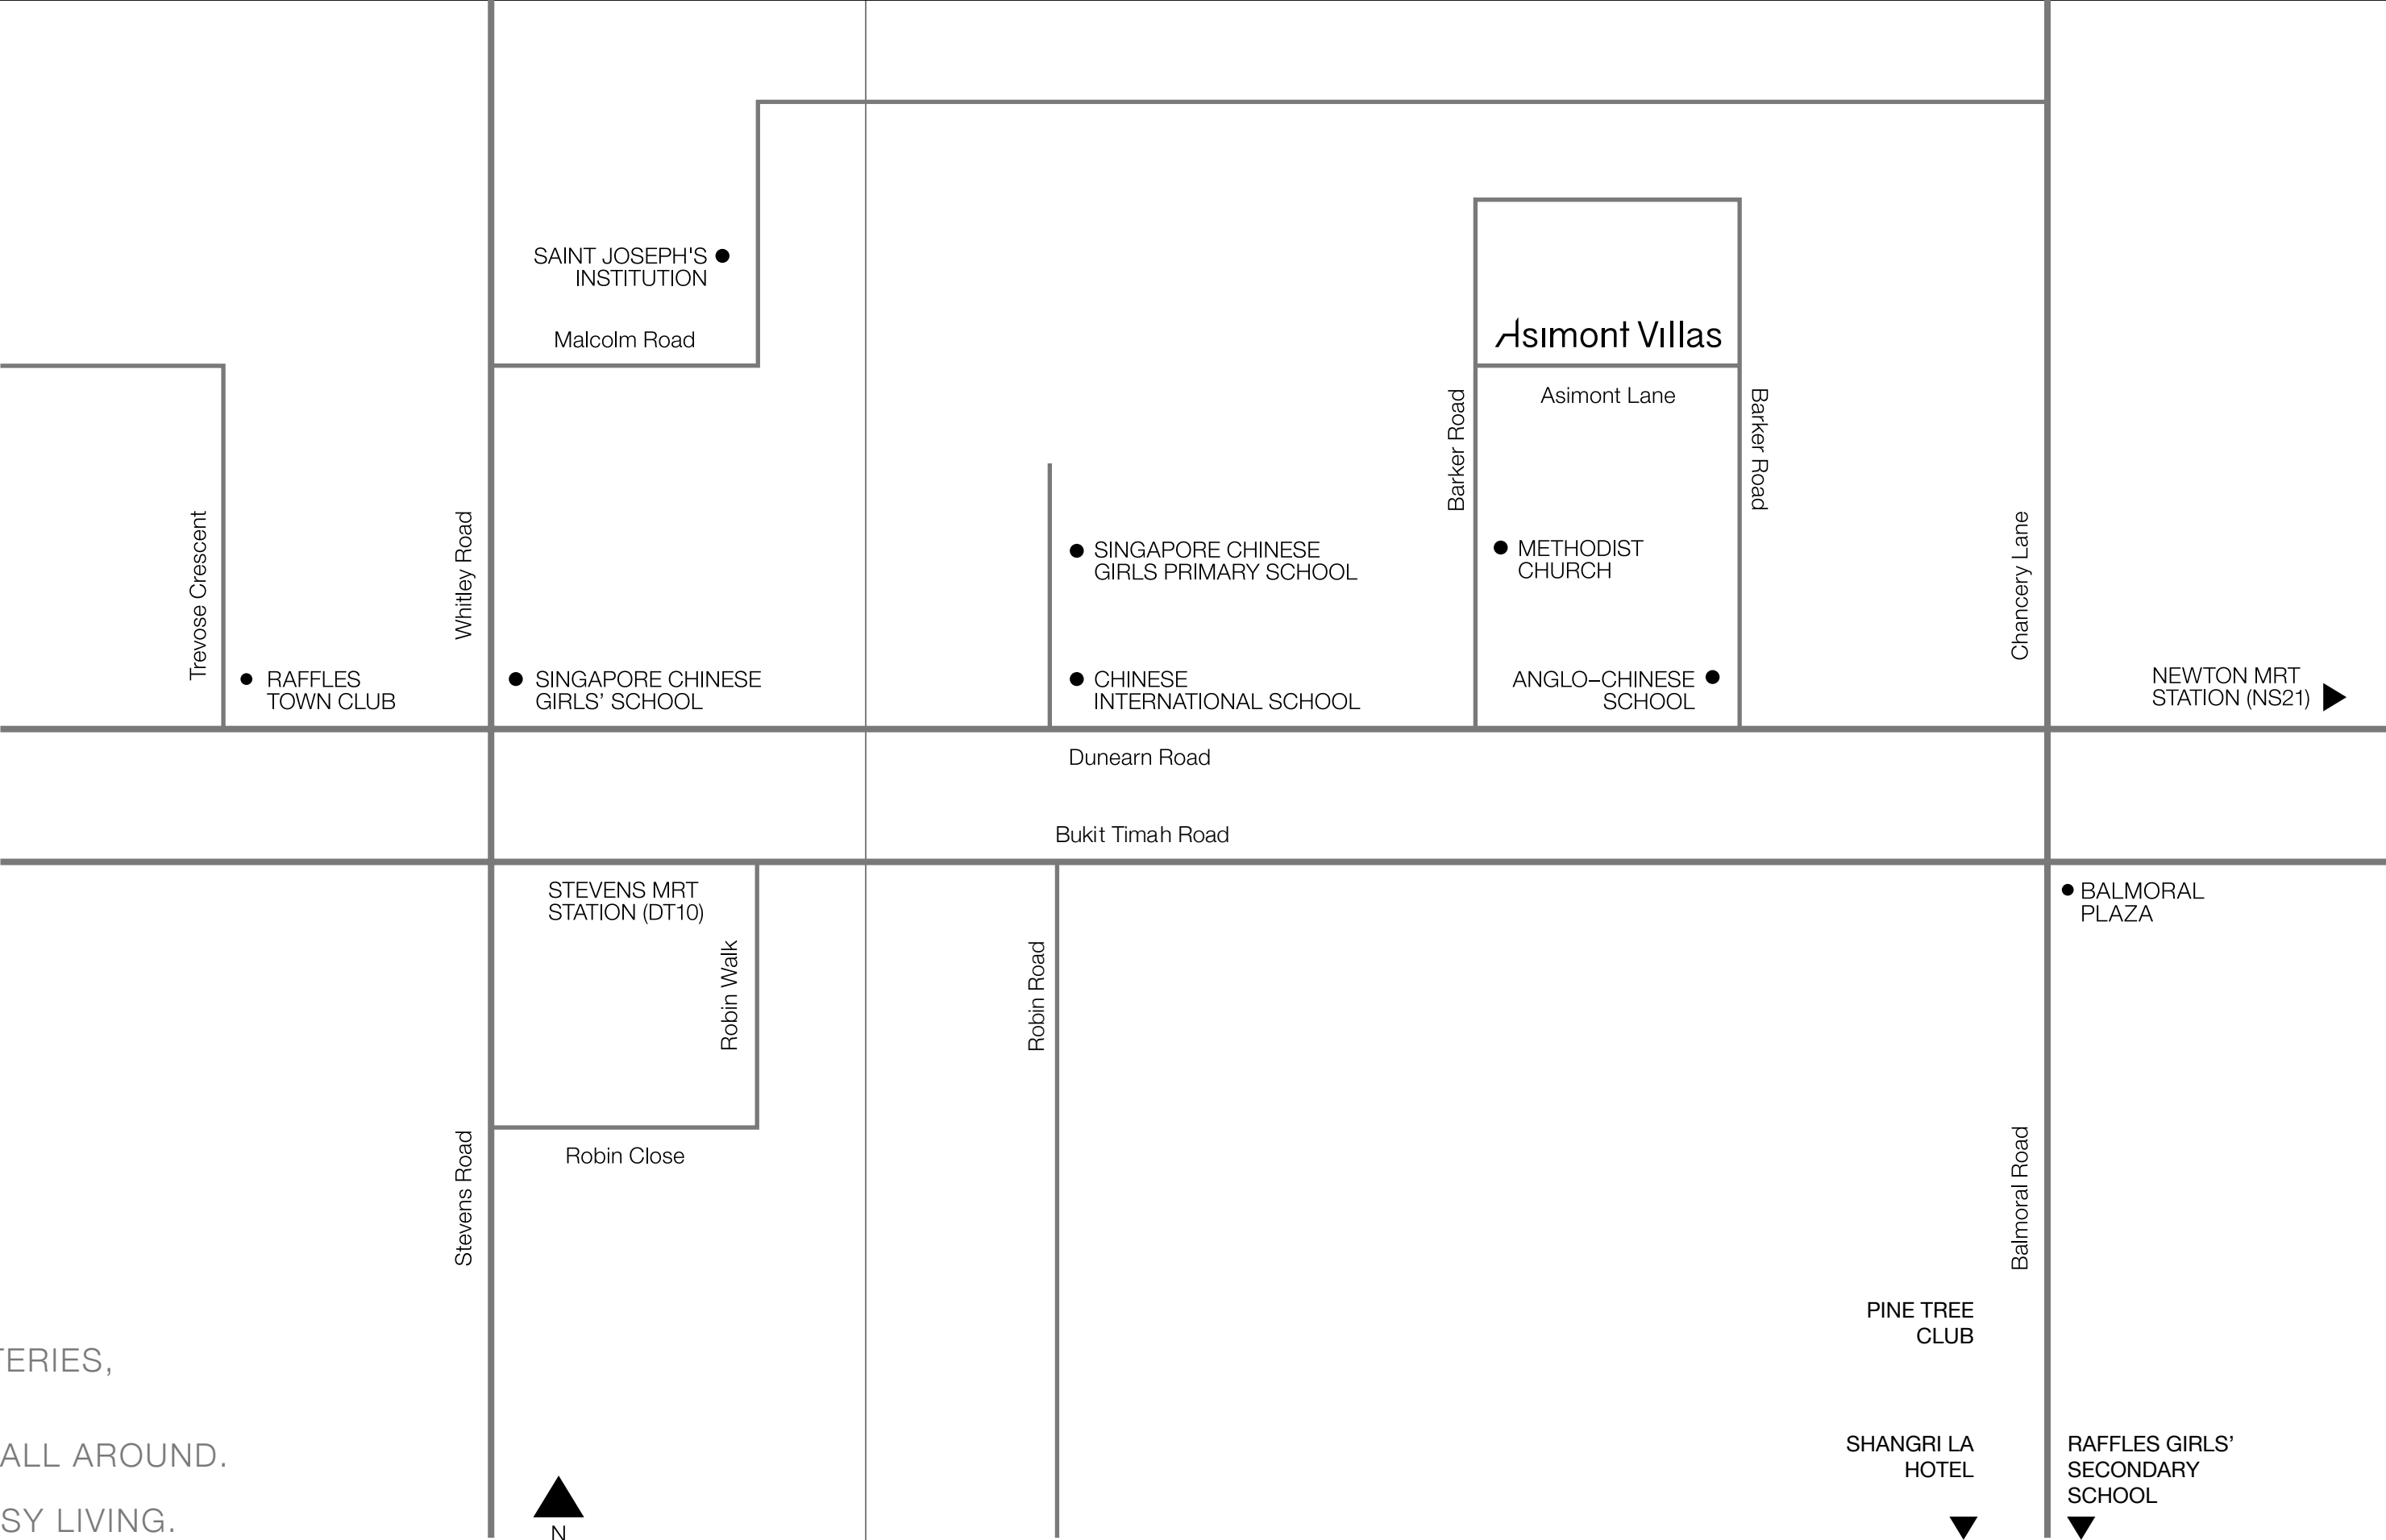 SAINT JOSEPH'S
INSTITUTION
Malcolm Road
Asimont Villas
Asimont Lane
Barker Road
Barker Road
Trevose Crescent
Whitley Road
Chancery Lane
SINGAPORE CHINESE
GIRLS PRIMARY SCHOOL
METHODIST
CHURCH
RAFFLES
TOWN CLUB
SINGAPORE CHINESE
GIRLS’ SCHOOL
CHINESE
INTERNATIONAL SCHOOL
ANGLO–CHINESE
SCHOOL
NEWTON MRT
STATION (NS21)
Dunearn Road
Bukit Timah Road
STEVENS MRT
STATION (DT10)
BALMORAL
PLAZA
Robin Walk
Robin Road
Robin Close
Stevens Road
Balmoral Road
PINE TREE
CLUB
TERIES,
ALL AROUND.
SY LIVING.
SHANGRI LA
HOTEL
RAFFLES GIRLS’
SECONDARY
SCHOOL
N